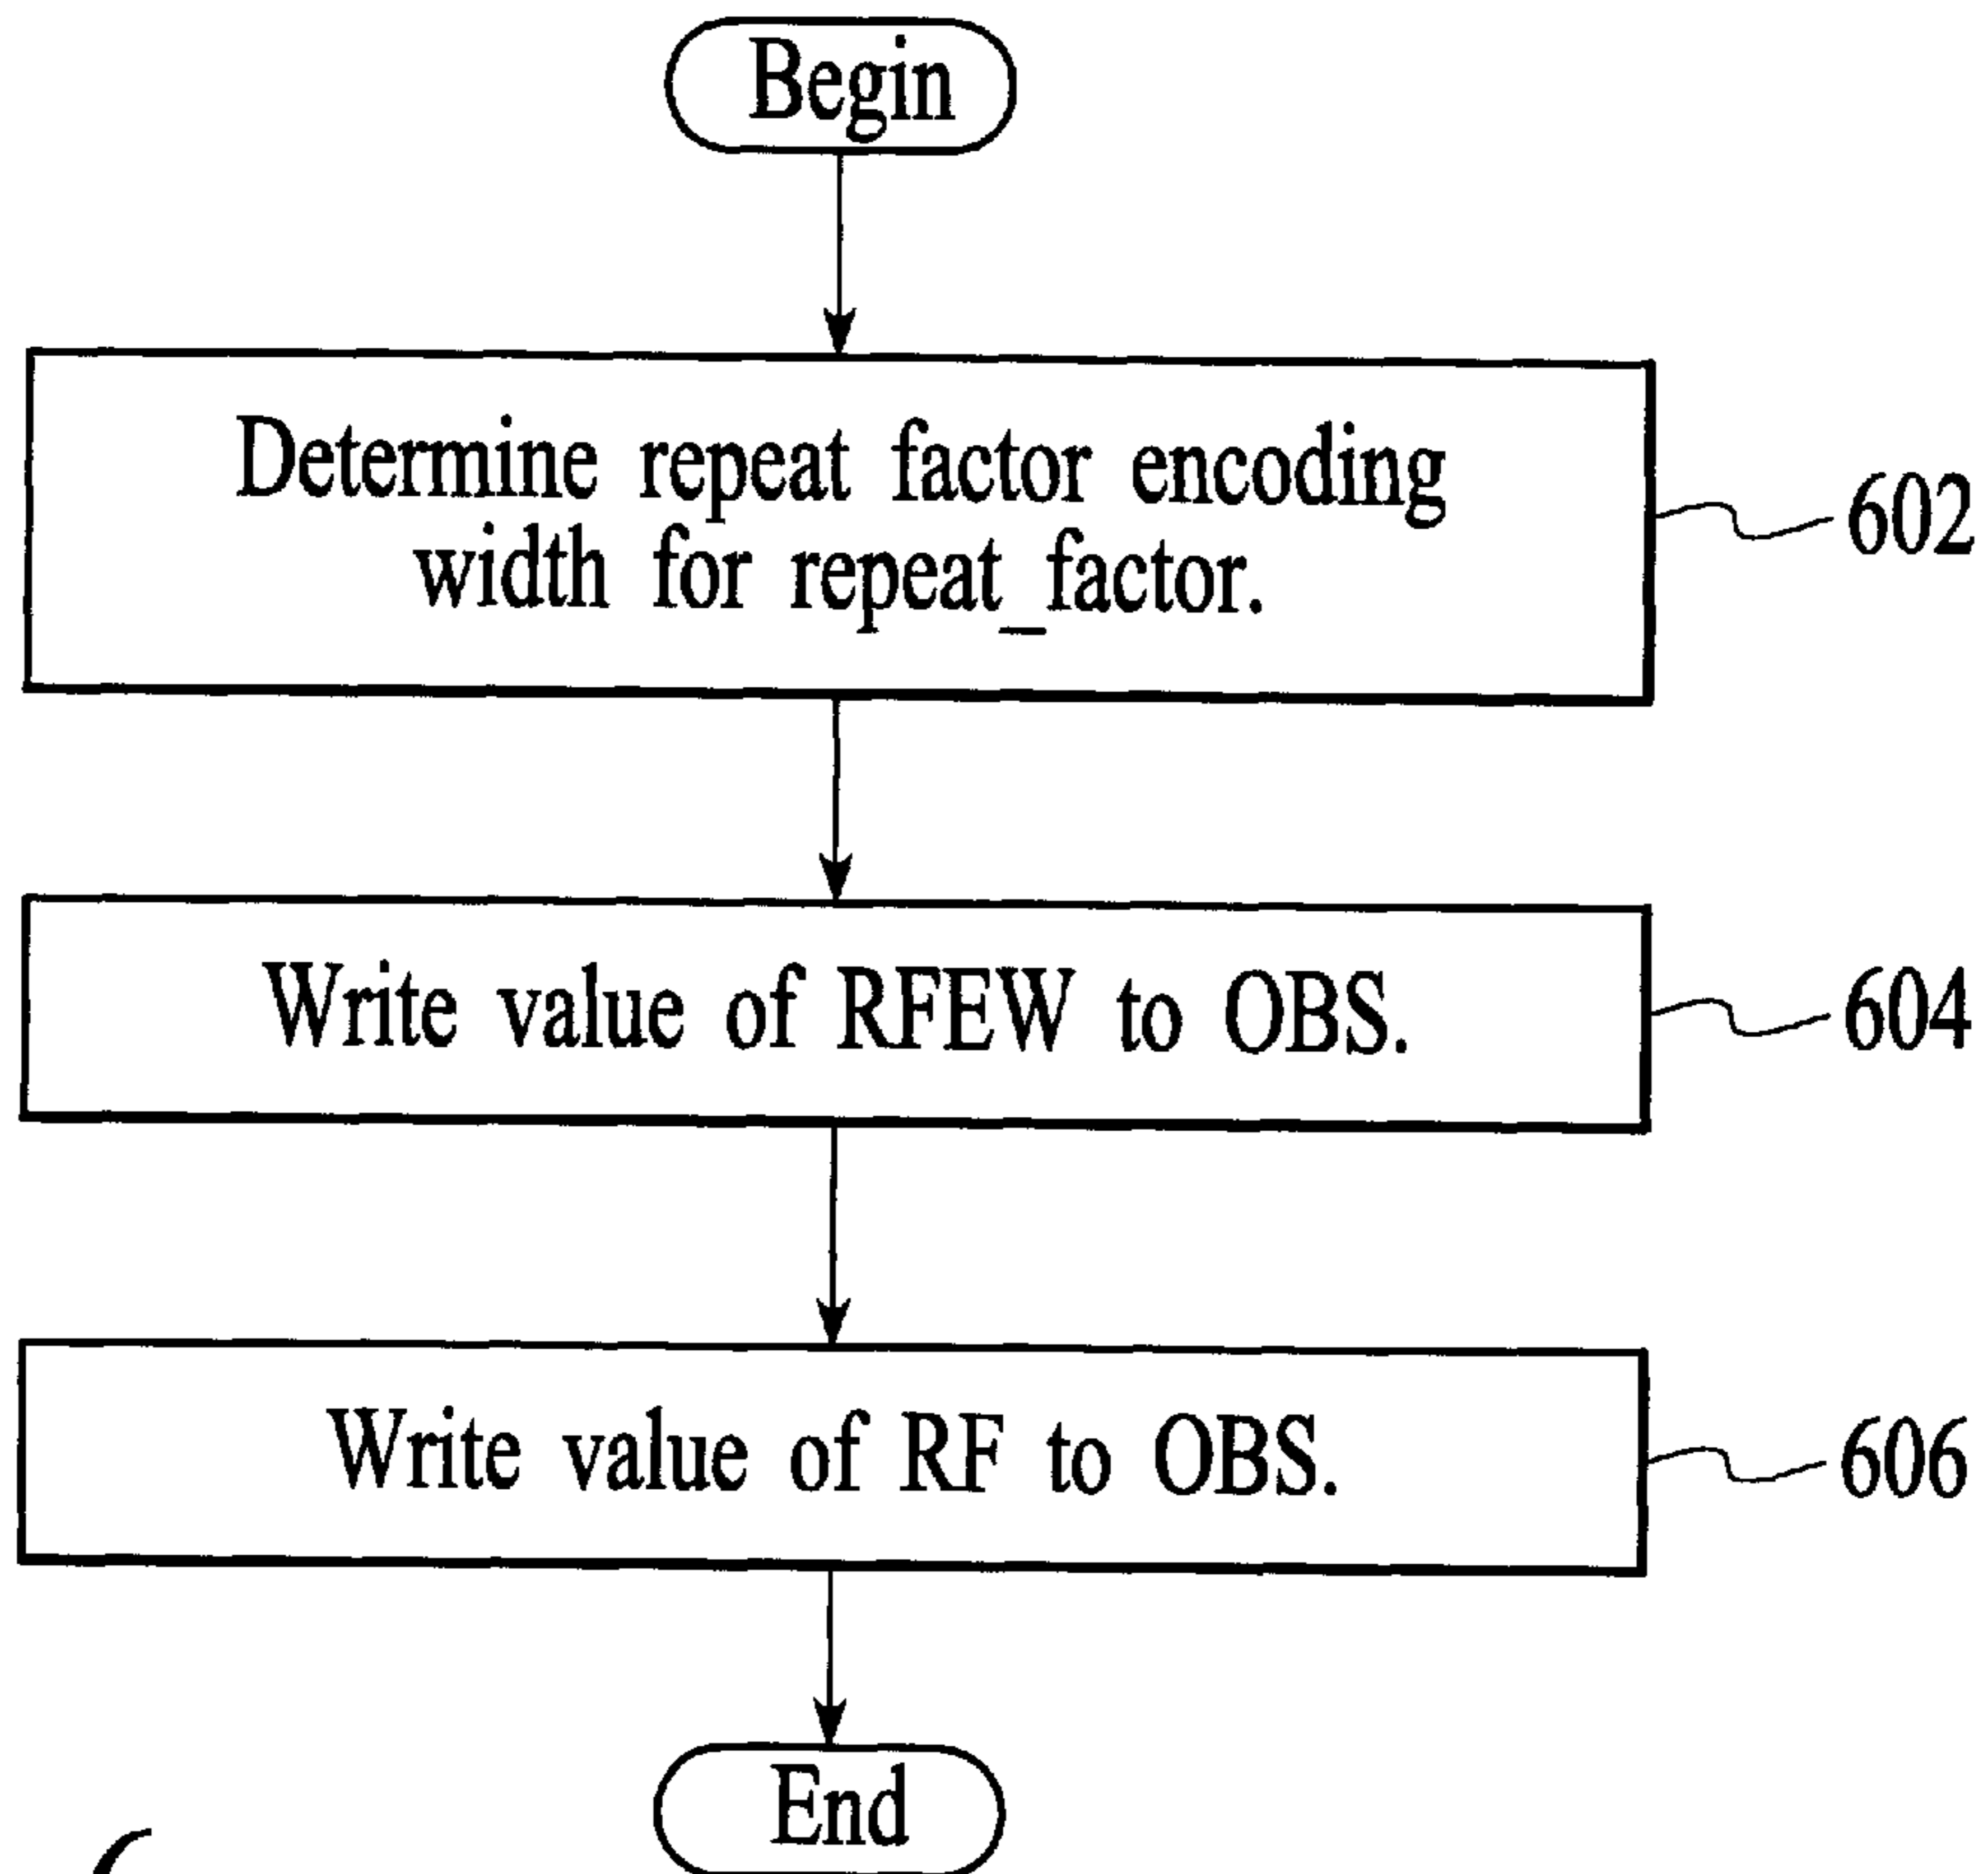 Begin
Determine repeat factor encoding
width for repeat_factor.
602
Write value of RFEW to OBS.
604
Write value of RF to OBS.
606
End